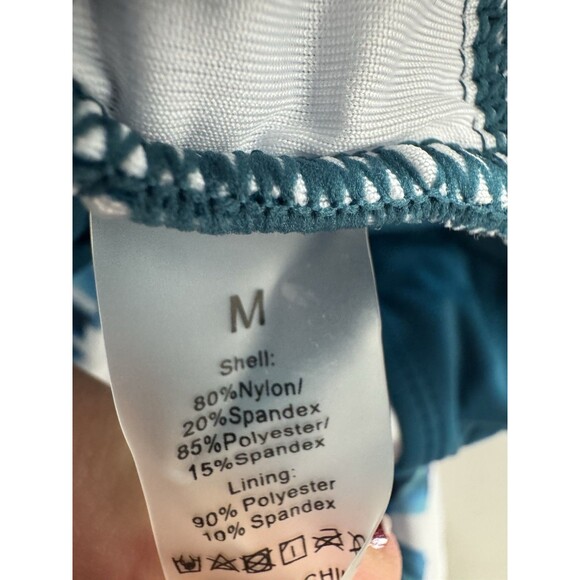 M
Shell:
80%Nylon/
20%Spandex
85%Polyester/
15%Spandex
Lining:
90% Polyester
10% Spandex